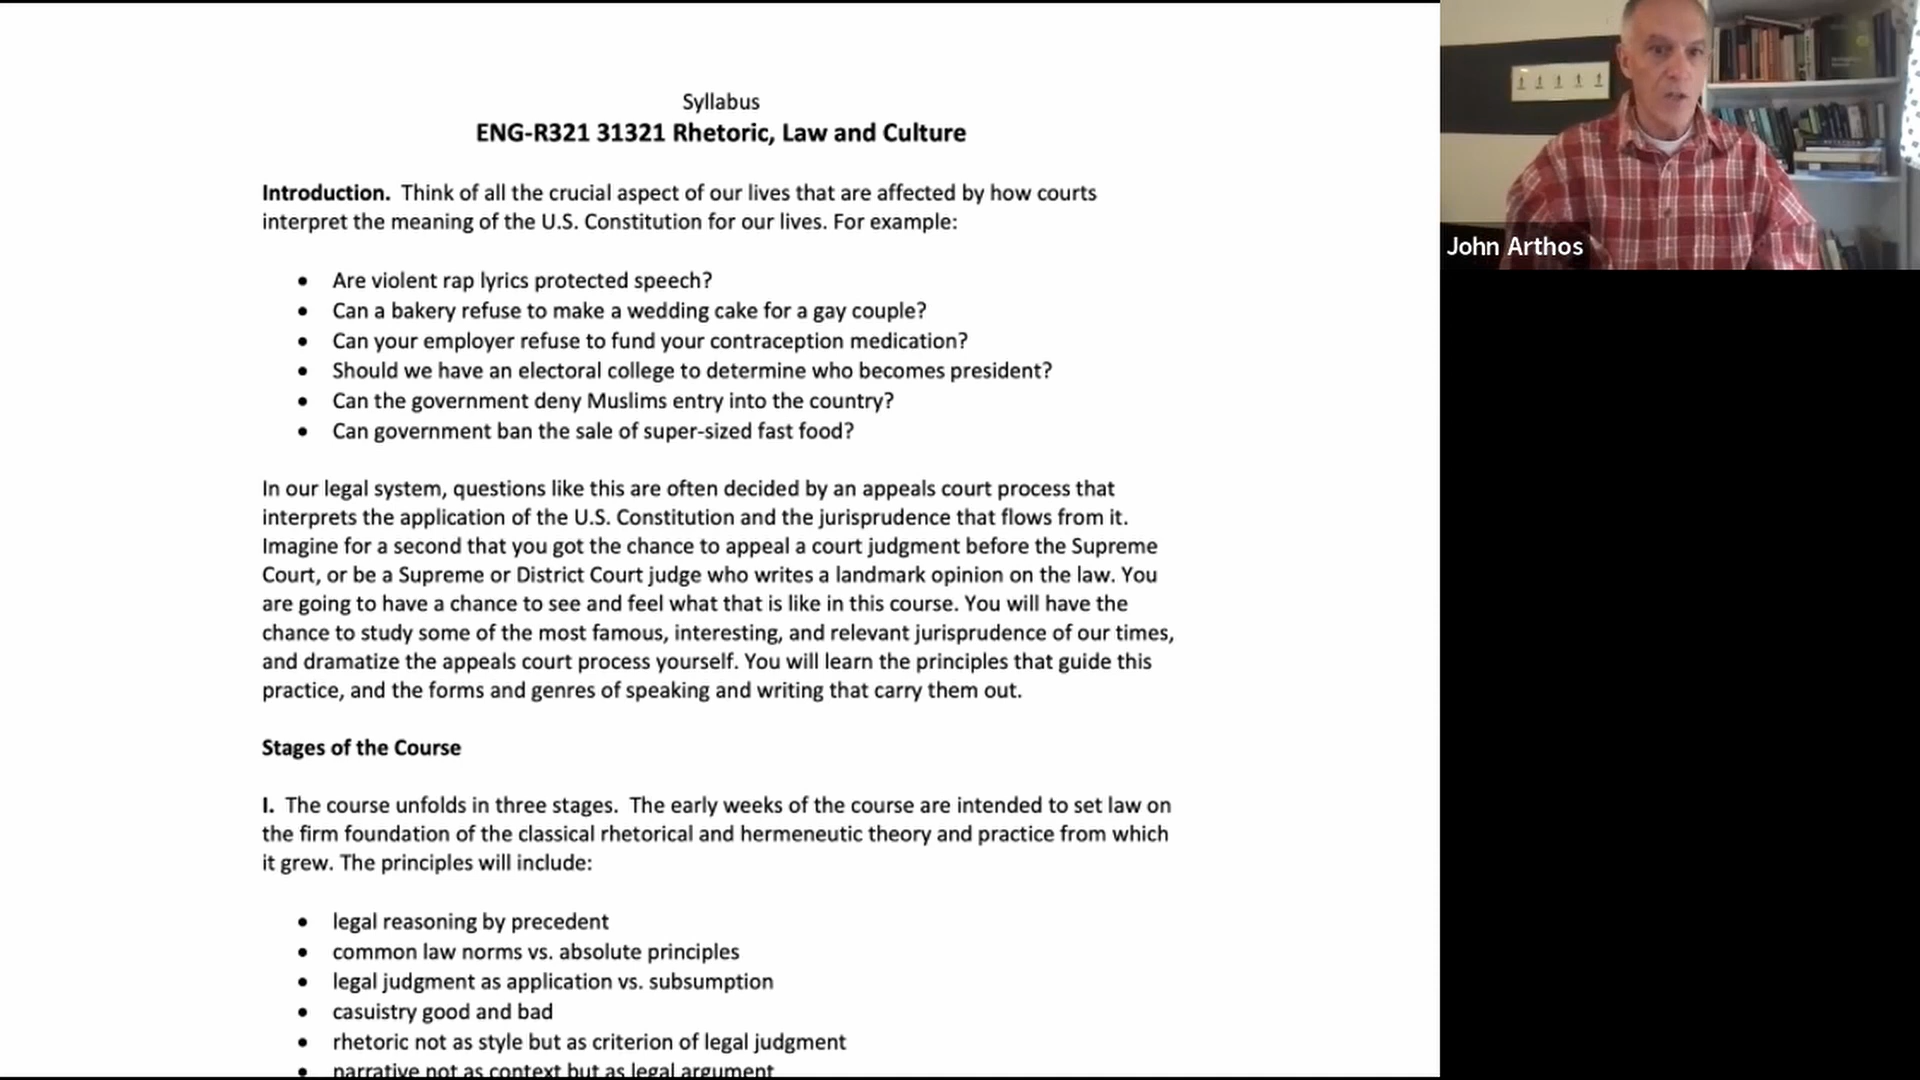 Syllabus
ENG-R321 31321 Rhetoric, Law and Culture
Introduction.  Think of all the crucial aspect of our lives that are affected by how courts
interpret the meaning of the U.S. Constitution for our lives. For example:
• Are violent rap lyrics protected speech?
• Can a bakery refuse to make a wedding cake for a gay couple?
• Can your employer refuse to fund your contraception medication?
• Should we have an electoral college to determine who becomes president?
• Can the government deny Muslims entry into the country?
• Can government ban the sale of super-sized fast food?
In our legal system, questions like this are often decided by an appeals court process that
interprets the application of the U.S. Constitution and the jurisprudence that flows from it.
Imagine for a second that you got the chance to appeal a court judgment before the Supreme
Court, or be a Supreme or District Court judge who writes a landmark opinion on the law. You
are going to have a chance to see and feel what that is like in this course. You will have the
chance to study some of the most famous, interesting, and relevant jurisprudence of our times,
and dramatize the appeals court process yourself. You will learn the principles that guide this
practice, and the forms and genres of speaking and writing that carry them out.
Stages of the Course
I.  The course unfolds in three stages.  The early weeks of the course are intended to set law on
the firm foundation of the classical rhetorical and hermeneutic theory and practice from which
it grew. The principles will include:
• legal reasoning by precedent
• common law norms vs. absolute principles
• legal judgment as application vs. subsumption
• casuistry good and bad
• rhetoric not as style but as criterion of legal judgment
• narrative not as context but as legal argument
John Arthos